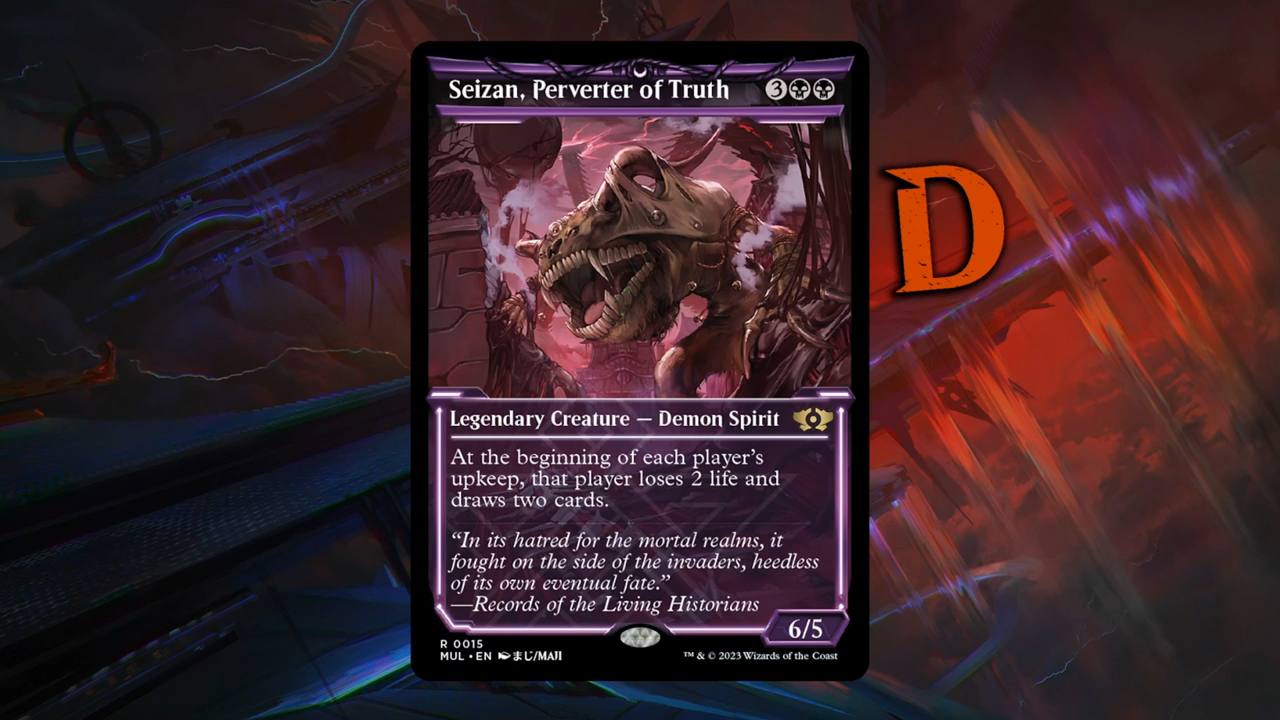 Seizan, Perverter of Truth 3
D
Legendary Creature — Demon Spirit
At the beginning of each player's
upkeep, that player loses 2 life and
draws two cards.
“In its hatred for the mortal realms, it
fought on the side of the invaders, heedless
of its own eventual fate.”
—Records of the Living Historians
6/5
R 0015
MUL • EN まじ/MAJI
™ & © 2023 Wizards of the Coast